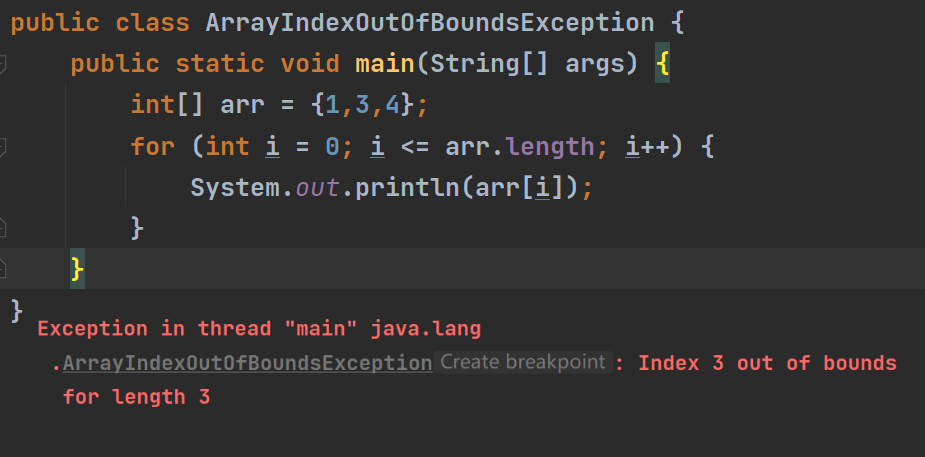 public class ArrayIndexOutOfBoundsException {
public static void main(String[] args) {
int[] arr = {1,3,4};
for (int i = 0; i <= arr.length; i++) {
System.out.println(arr[i]);
}
}
}
Exception in thread "main" java.lang
.ArrayIndexOutOfBoundsException Create breakpoint : Index 3 out of bounds
for length 3